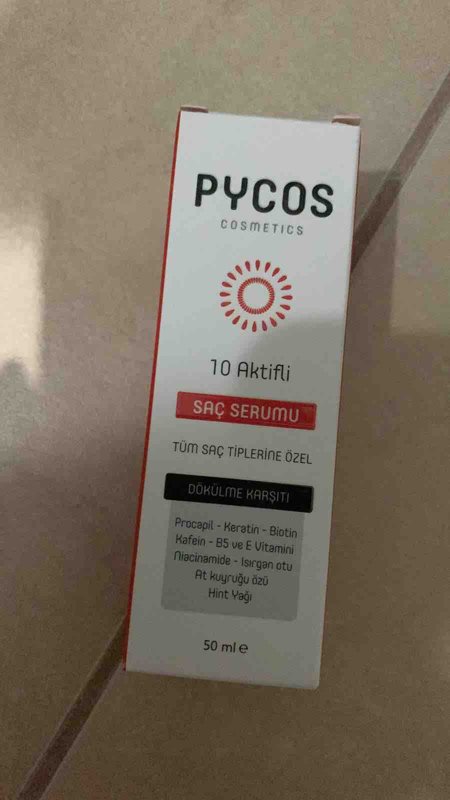 PYCOS
COSMETICS
10 Aktifli
SAÇ SERUMU
TÜM SAÇ TİPLERİNE ÖZEL
DÖKÜLME KARŞITI
Procapil - Keratin - Biotin
Kafein - B5 ve E Vitamini
Niacinamide - Isırgan otu
At kuyruğu özü
Hint Yağı
50 ml e